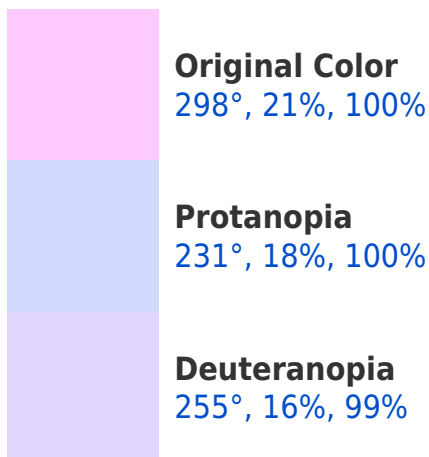 Original Color
298°, 21%, 100%
Protanopia
231°, 18%, 100%
Deuteranopia
255°, 16%, 99%